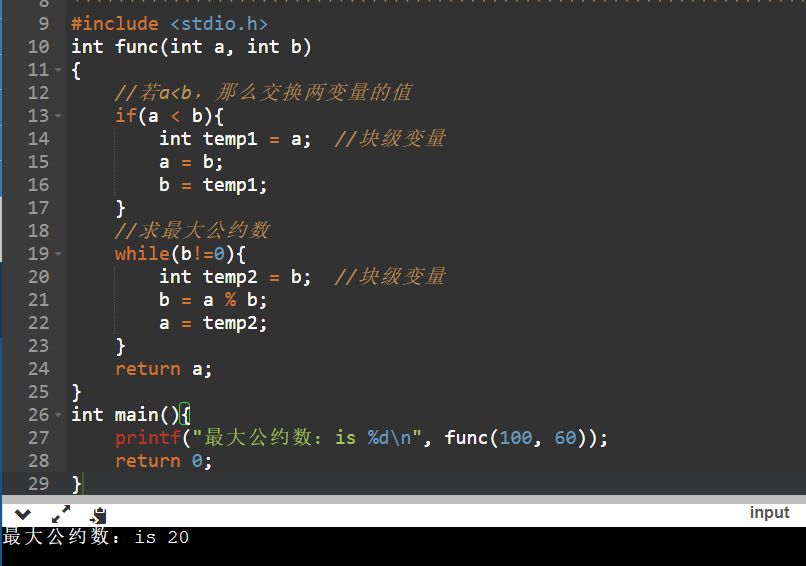 8
9 #include <stdio.h>
10 int func(int a, int b)
11 {
12 //若a<b，那么交换两变量的值
13 if(a < b){
14 int temp1 = a;  //块级变量
15 a = b;
16 b = temp1;
17 }
18 //求最大公约数
19 while(b!=0){
20 int temp2 = b;  //块级变量
21 b = a % b;
22 a = temp2;
23 }
24 return a;
25 }
26 int main(){
27 printf("最大公约数：is %d\n", func(100, 60));
28 return 0;
29 }
input
最大公约数：is 20